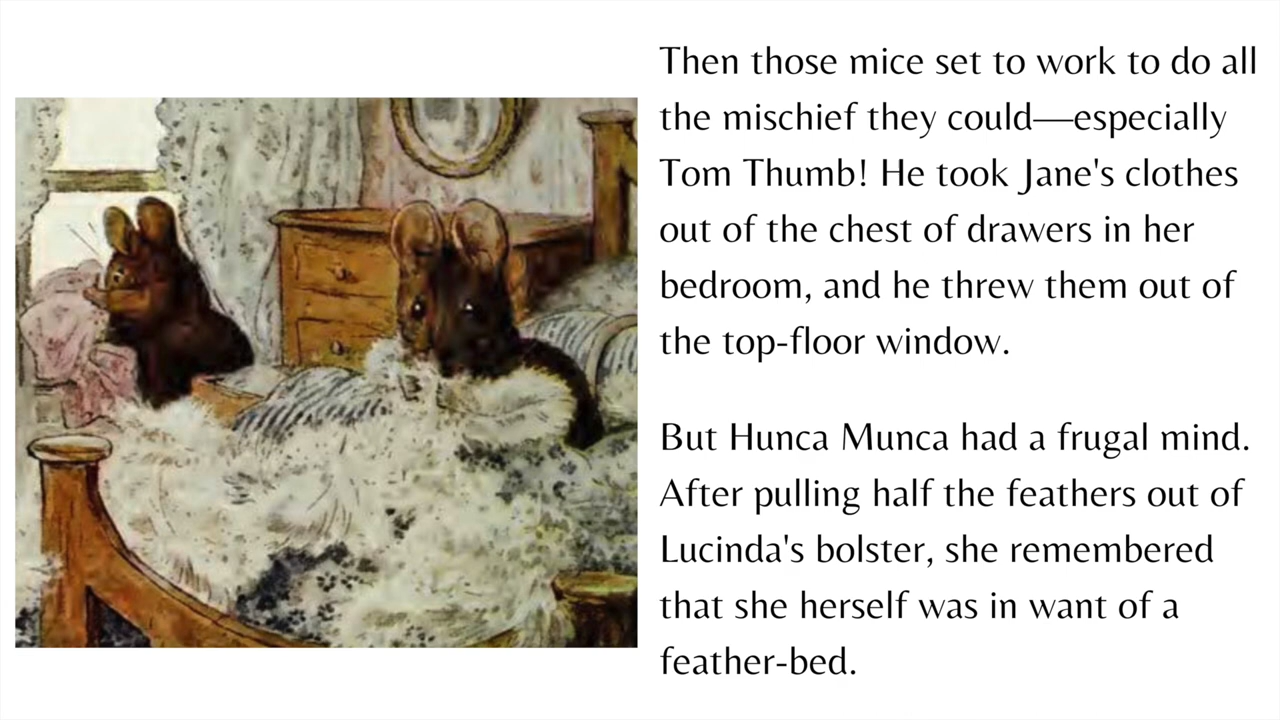 Then those mice set to work to do all
the mischief they could—especially
Tom Thumb! He took Jane's clothes
out of the chest of drawers in her
bedroom, and he threw them out of
the top-floor window.
But Hunca Munca had a frugal mind.
After pulling half the feathers out of
Lucinda's bolster, she remembered
that she herself was in want of a
feather-bed.